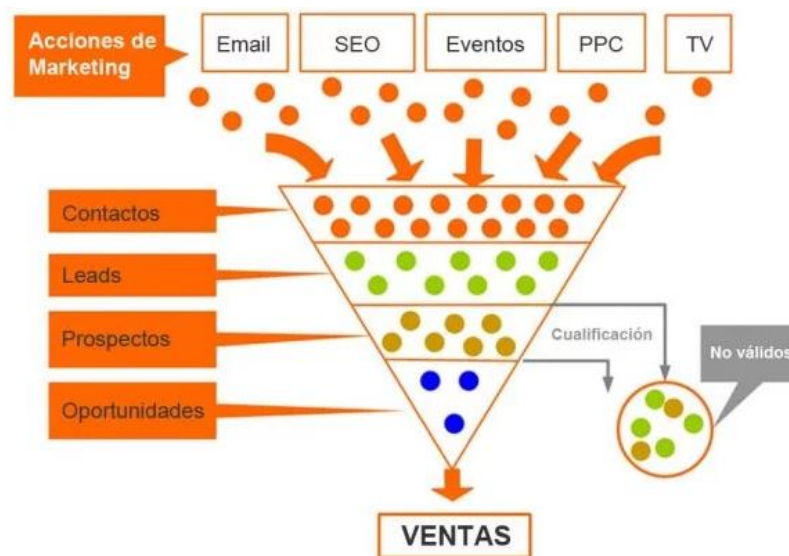 Acciones de
Marketing
Email
SEO
Eventos
PPC
TV
Contactos
Leads
Prospectos
Cualificación
No válidos
Oportunidades
VENTAS